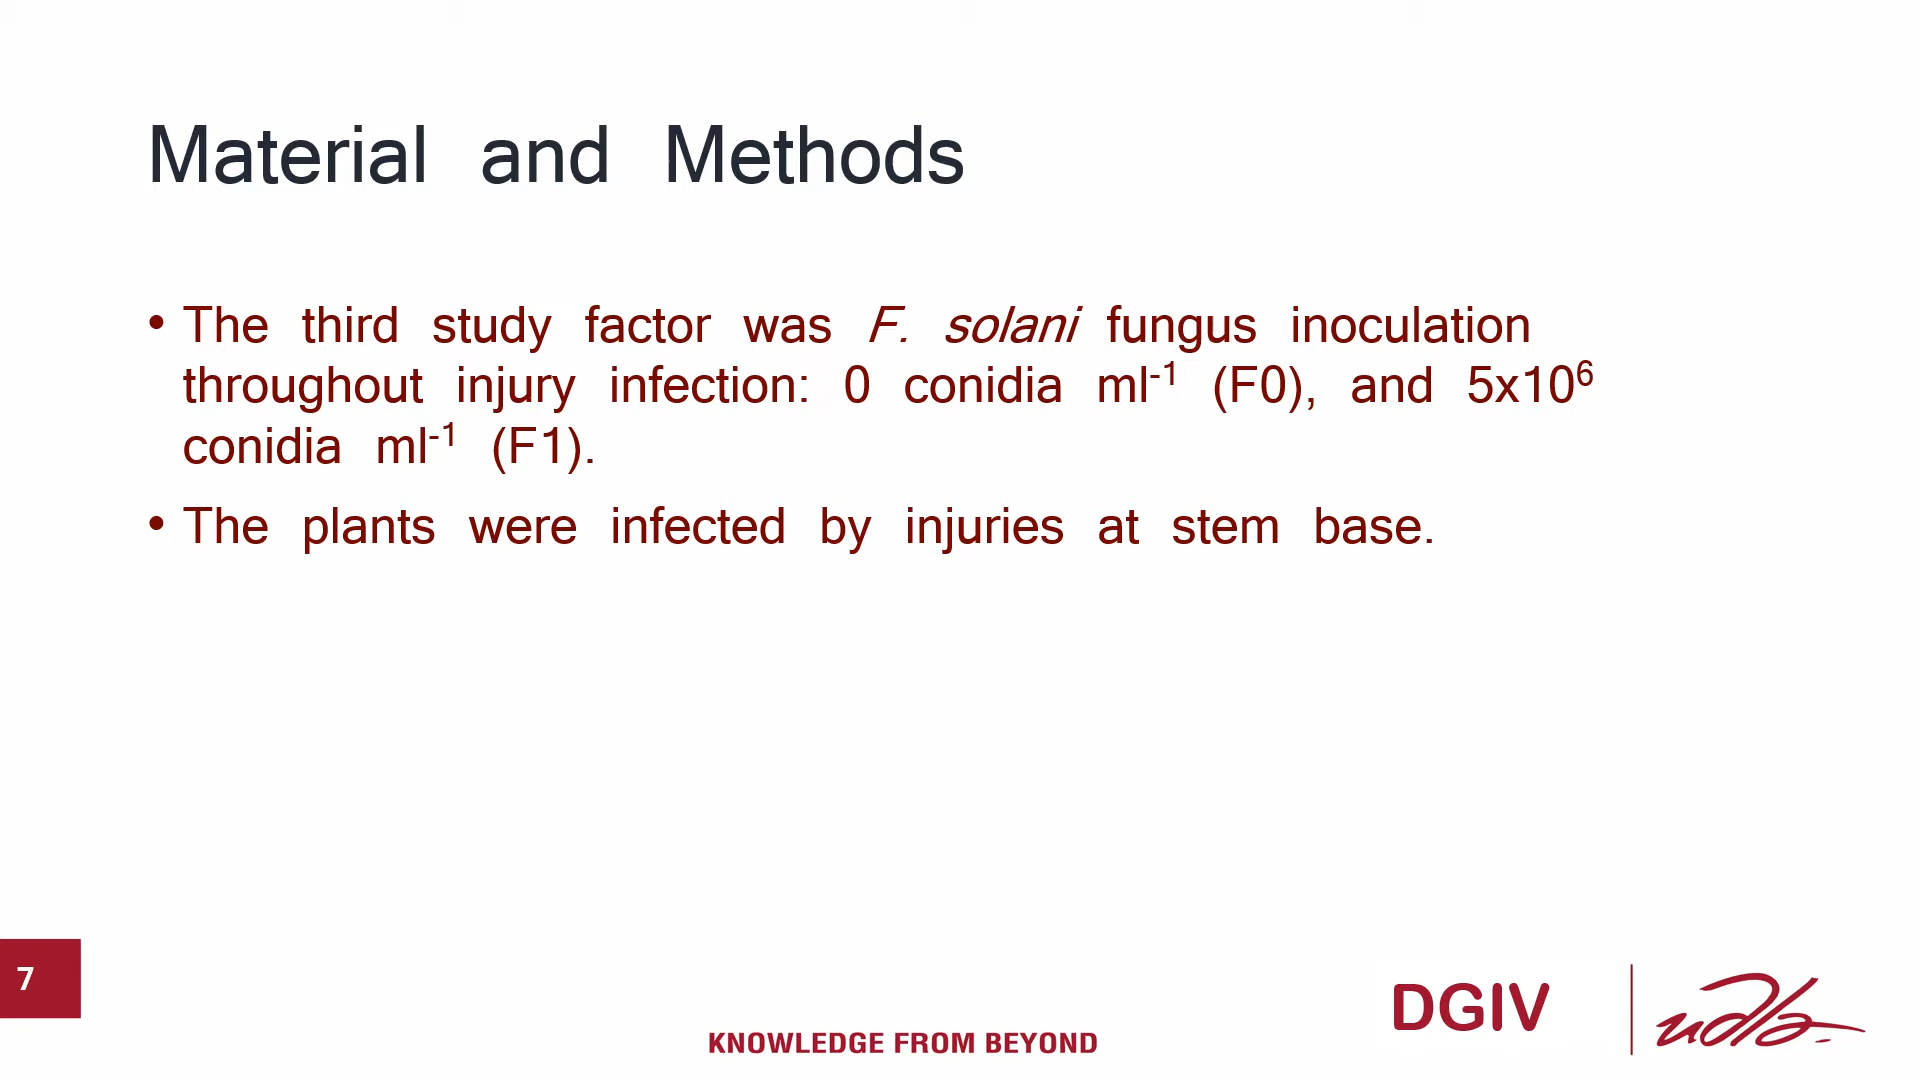 Material and Methods
• The third study factor was F. solani fungus inoculation
throughout injury infection: 0 conidia ml⁻¹ (F0), and 5x10⁶
conidia ml⁻¹ (F1).
• The plants were infected by injuries at stem base.
7
KNOWLEDGE FROM BEYOND
DGIV
udla-